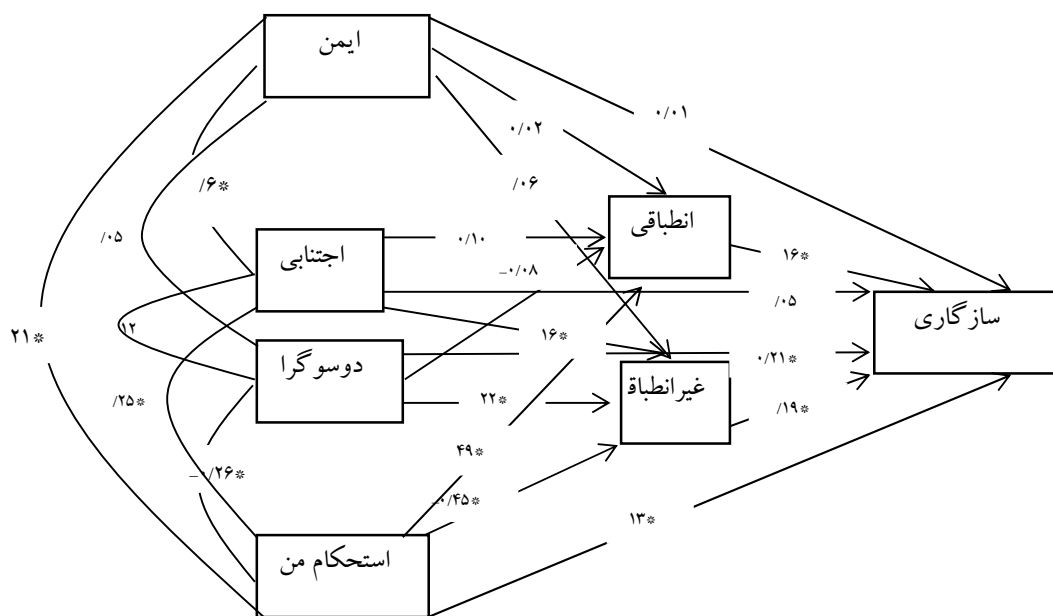 ایمن
۰/۰۱
۰/۰۲
/۶*
/۰۶
انطباقی
/۰۵
اجتنابی
۰/۱۰
۱۶*
-۰/۰۸
/۰۵
سازگاری
۲۱*
۱۲
۱۶*
دوسوگرا
۰/۲۱*
غیرانطباق
/۲۵*
۲۲*
/۱۹*
۴۹*
-۰/۲۶*
-۰/۴۵*
۱۳*
استحکام من